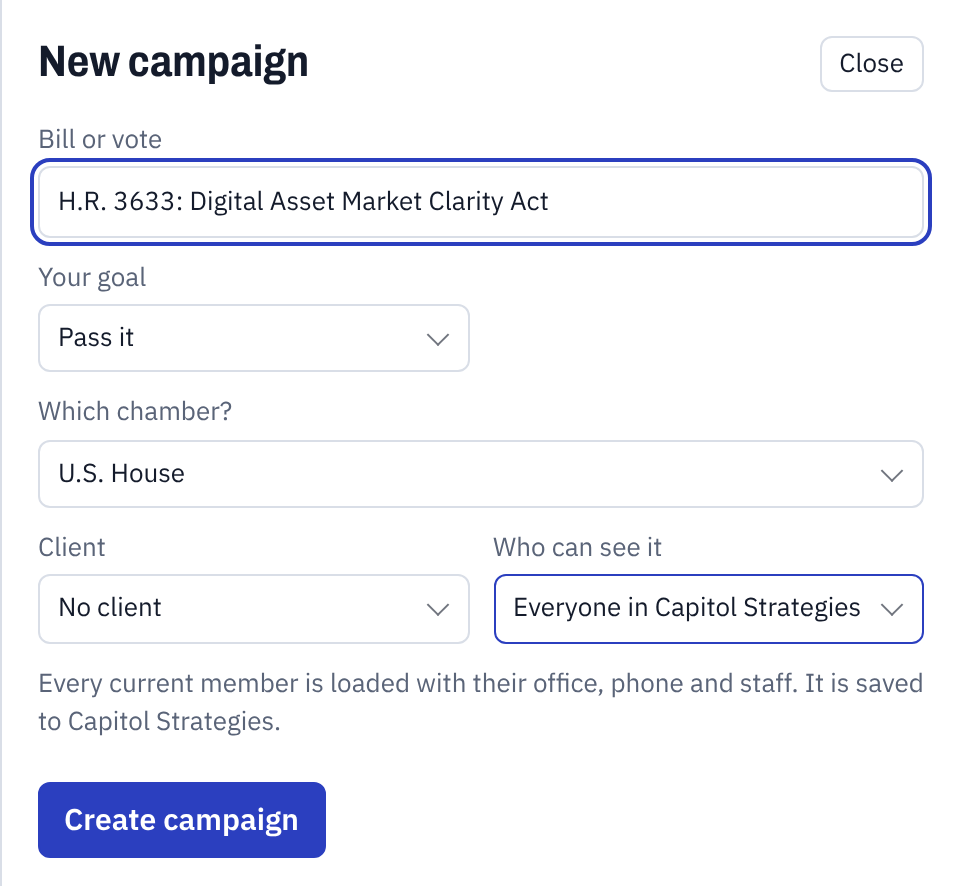 New campaign
Close
Bill or vote
H.R. 3633: Digital Asset Market Clarity Act
Your goal
Pass it
Which chamber?
U.S. House
Client
Who can see it
No client
Everyone in Capitol Strategies
Every current member is loaded with their office, phone and staff. It is saved
to Capitol Strategies.
Create campaign